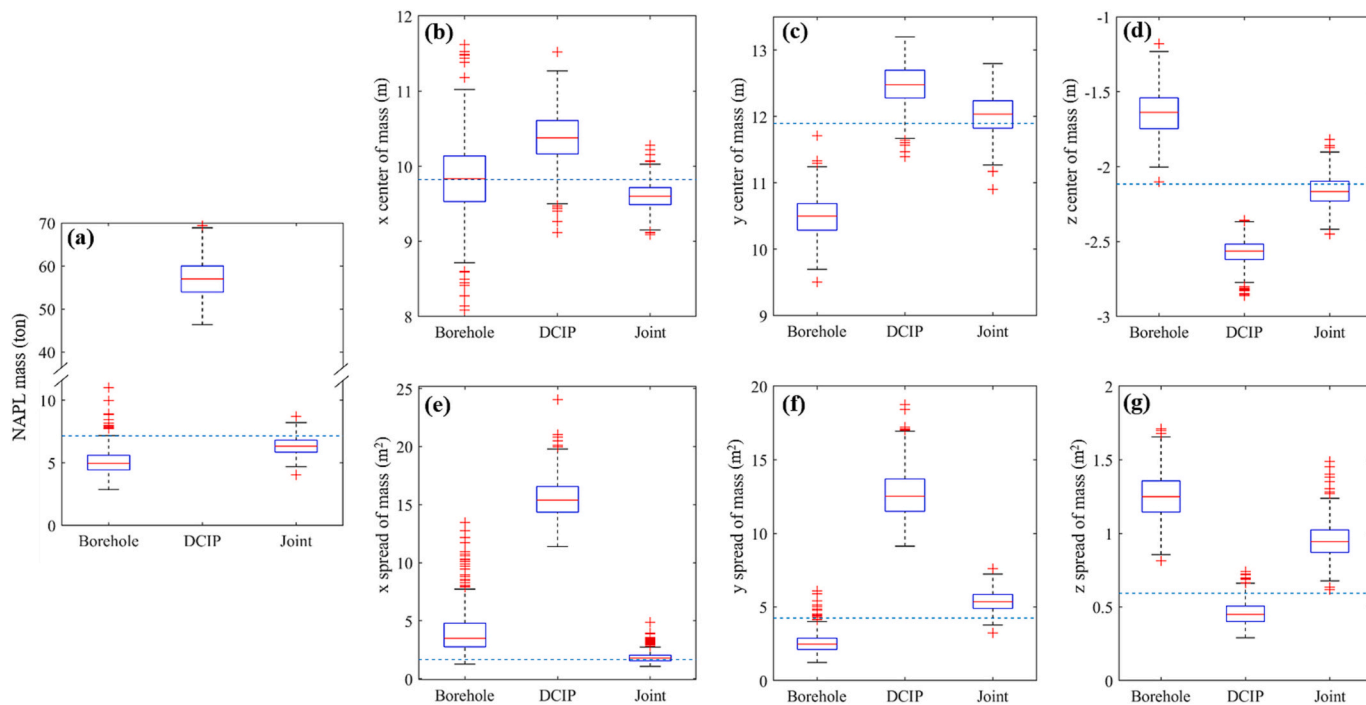 (a)
NAPL mass (ton)
70
60
50
40
10
5
0
Borehole DCIP Joint
(b)
x center of mass (m)
12
11
10
9
8
Borehole DCIP Joint
(c)
y center of mass (m)
13
12
11
10
9
Borehole DCIP Joint
(d)
z center of mass (m)
-1
-1.5
-2
-2.5
-3
Borehole DCIP Joint
(e)
x spread of mass (m²)
25
20
15
10
5
0
Borehole DCIP Joint
(f)
y spread of mass (m²)
20
15
10
5
0
Borehole DCIP Joint
(g)
z spread of mass (m²)
2
1.5
1
0.5
0
Borehole DCIP Joint